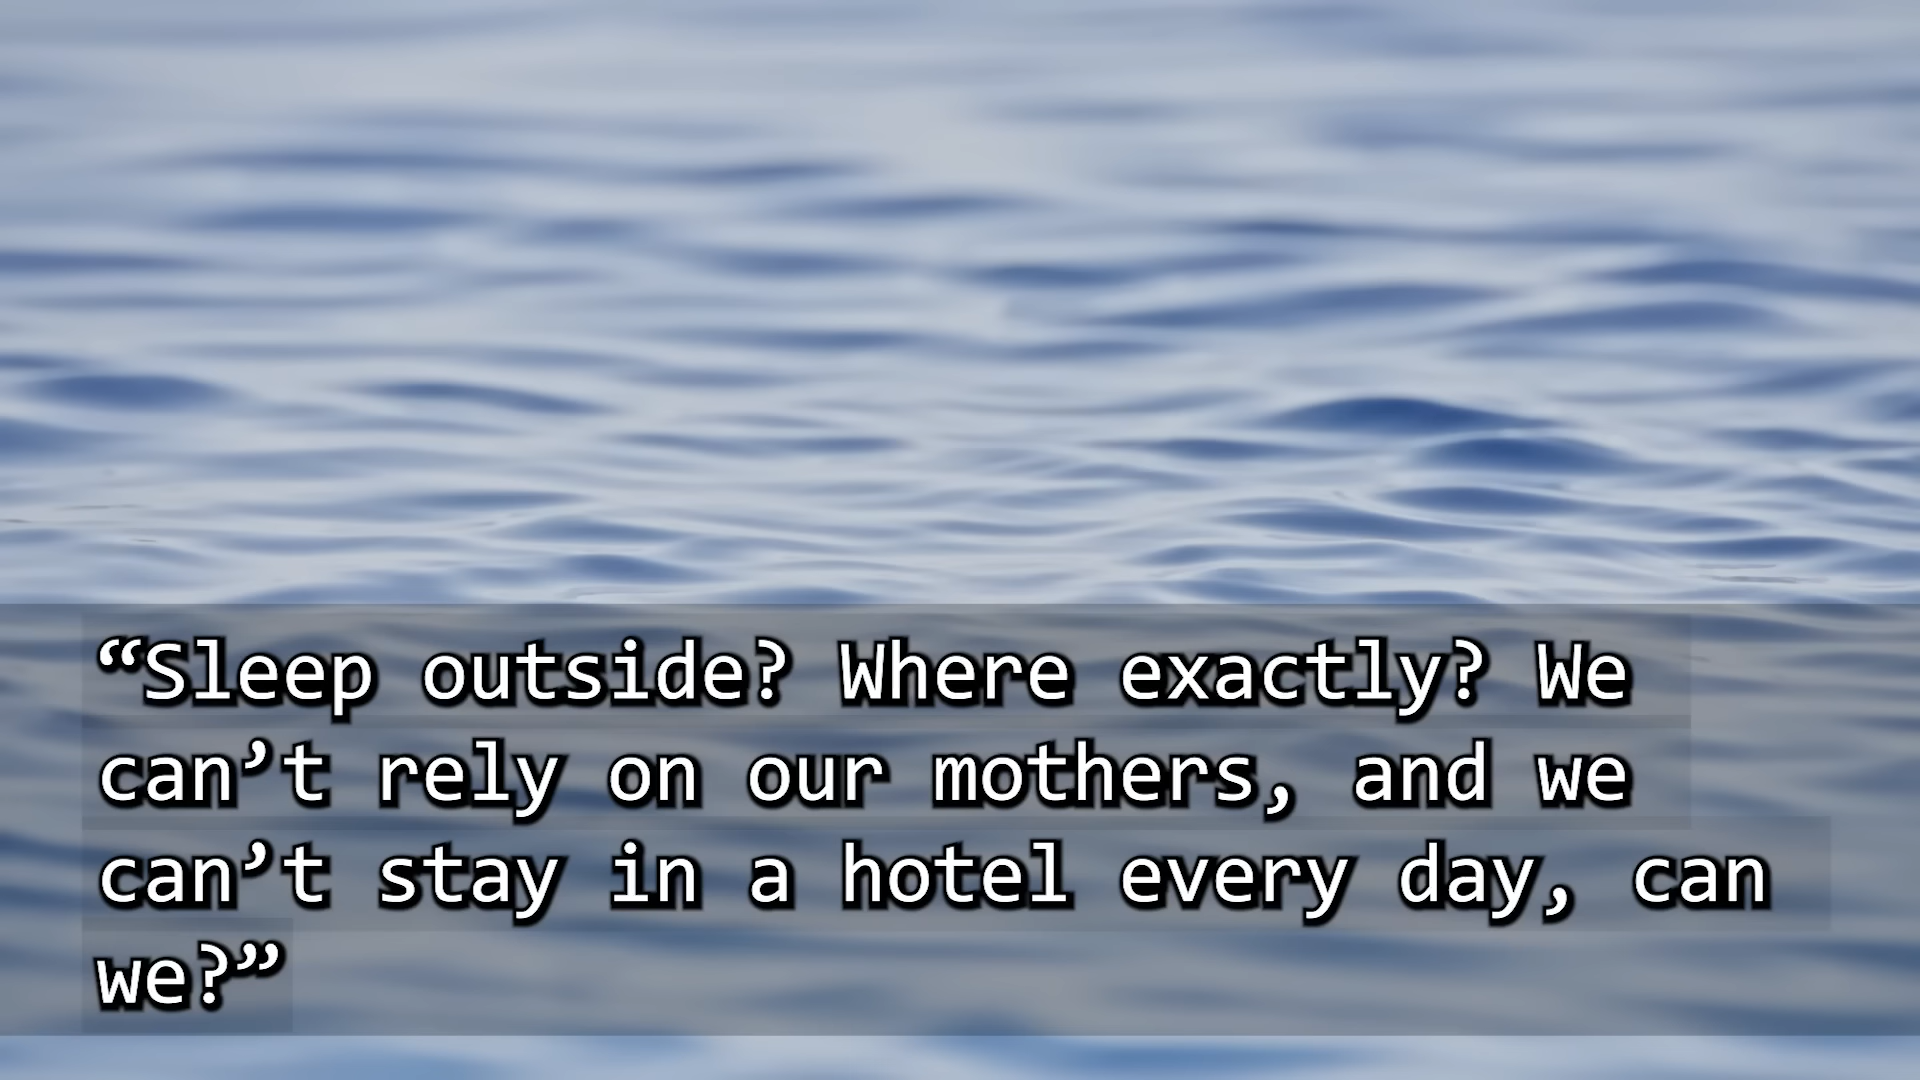 “Sleep outside? Where exactly? We
can’t rely on our mothers, and we
can’t stay in a hotel every day, can
we?”